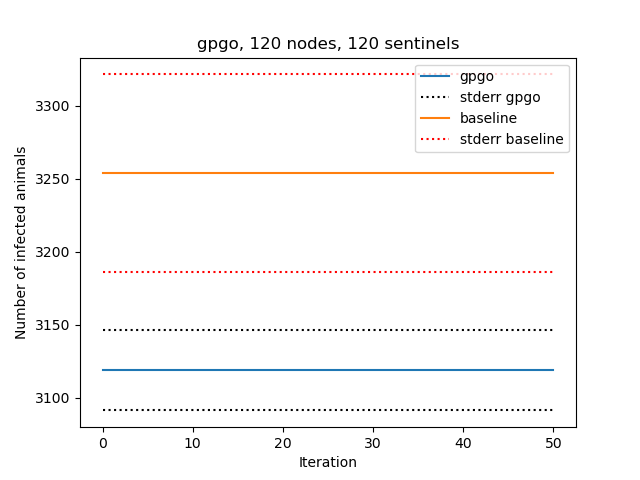 gpgo, 120 nodes, 120 sentinels
gpgo
stderr gpgo
baseline
stderr baseline
Number of infected animals
3300
3250
3200
3150
3100
0 10 20 30 40 50
Iteration